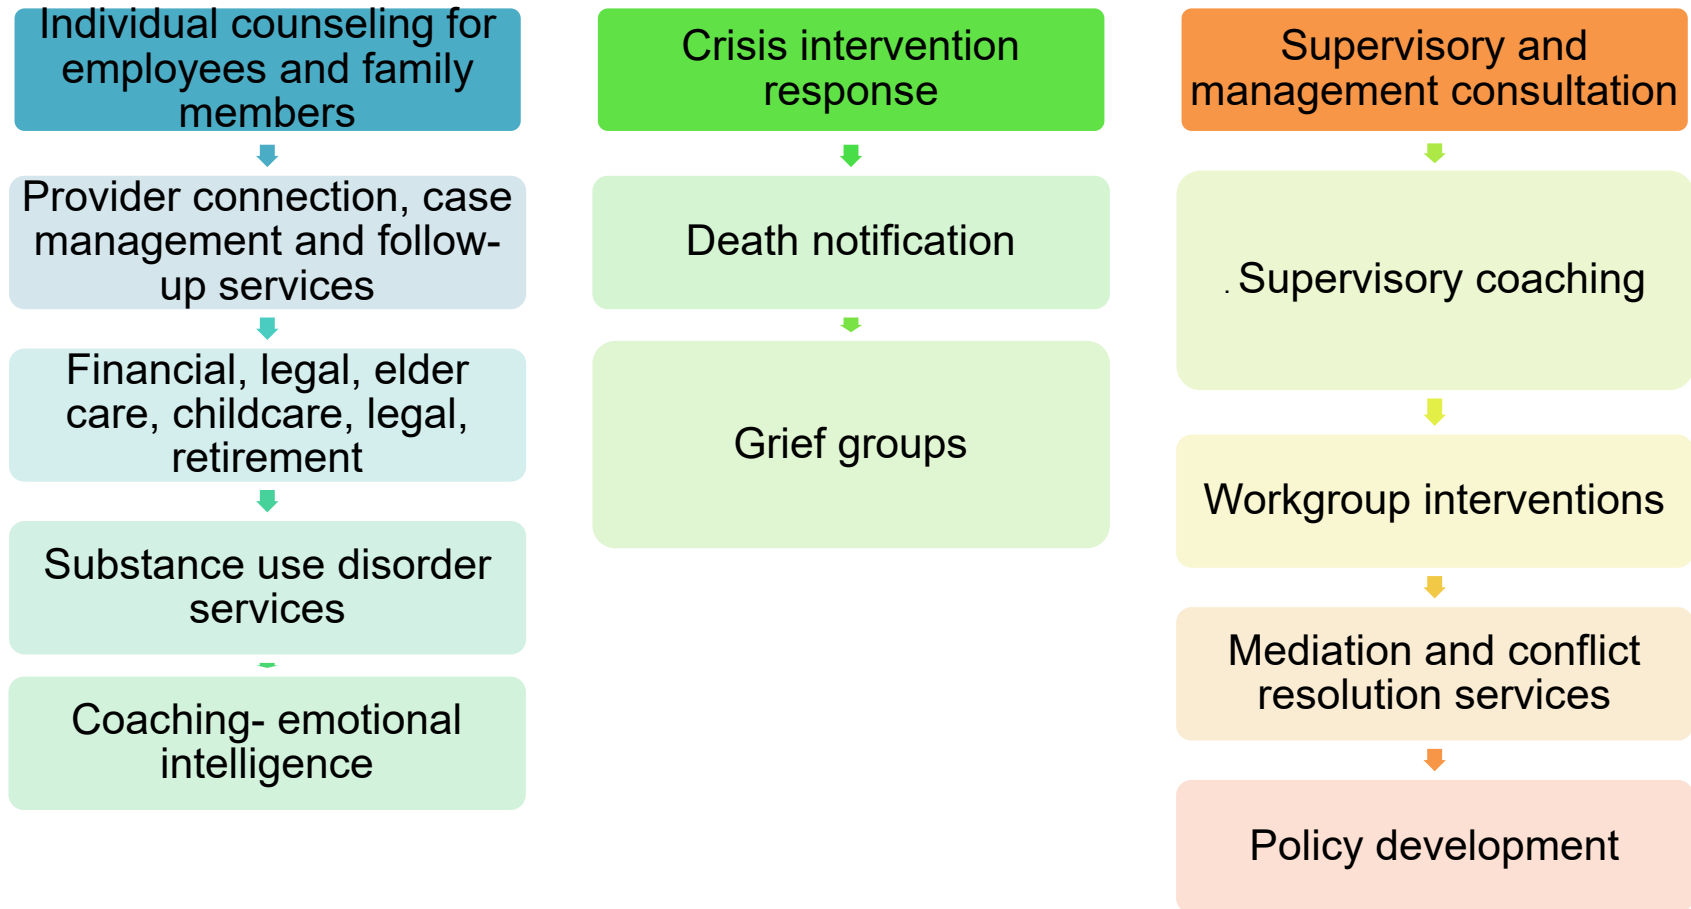 Individual counseling for
employees and family
members
Provider connection, case
management and follow-
up services
Financial, legal, elder
care, childcare, legal,
retirement
Substance use disorder
services
Coaching- emotional
intelligence
Crisis intervention
response
Death notification
Grief groups
Supervisory and
management consultation
. Supervisory coaching
Workgroup interventions
Mediation and conflict
resolution services
Policy development